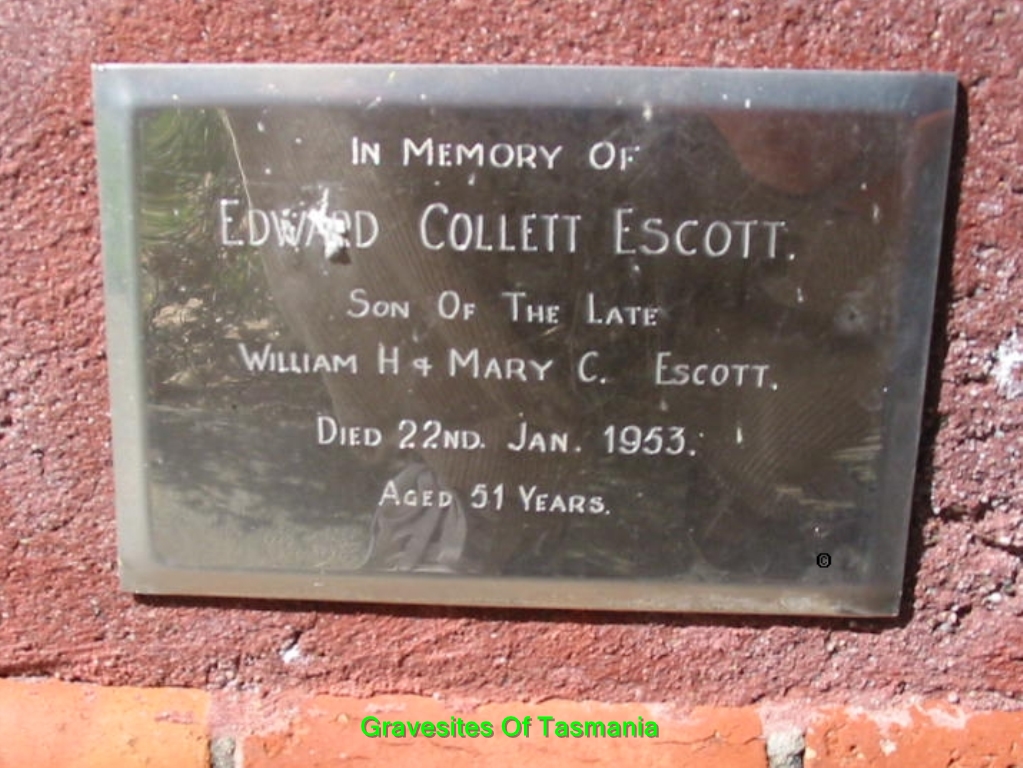 In Memory Of
Edward Collett Escott.
Son Of The Late
William H & Mary C. Escott.
Died 22nd. Jan. 1953.
Aged 51 Years.
©
Gravesites Of Tasmania